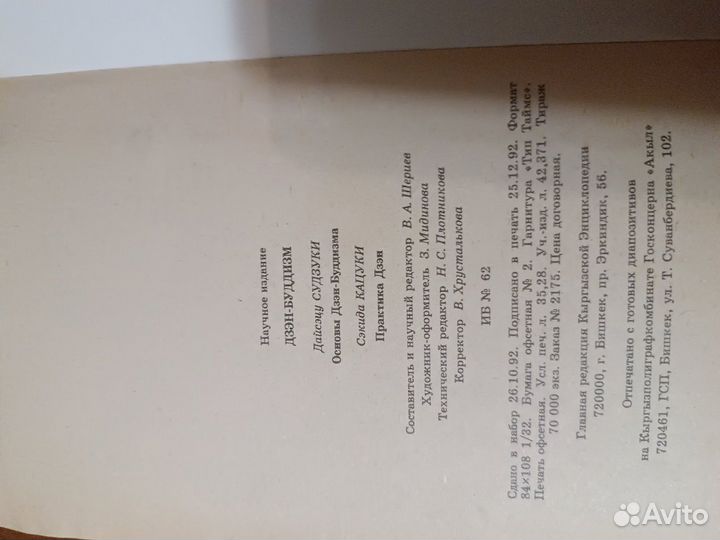 Научное издание
ДЗЭН-БУДДИЗМ
Дайсэцу СУДЗУКИ
Основы Дзэн-Буддизма
Сэкида КАЦУКИ
Практика Дзэн
Составитель и научный редактор В. А. Шериев
Художник-оформитель З. Мидинова
Технический редактор Н. С. Плотникова
Корректор В. Хрусталькова
ИБ № 62
Сдано в набор 26.10.92. Подписано в печать 25.12.92. Формат
84×108 1/32. Бумага офсетная № 2. Гарнитура «Тип Таймс».
Печать офсетная. Усл. печ. л. 35,28. Уч.-изд. л. 42,371. Тираж
70 000 экз. Заказ № 2175. Цена договорная.
Главная редакция Кыргызской Энциклопедии
720000, г. Бишкек, пр. Эркиндик, 56.
Отпечатано с готовых диапозитивов
на Кыргызполиграфкомбинате Госконцерна «Акыл»
720461, ГСП, Бишкек, ул. Т. Суванбердиева, 102.
Avito